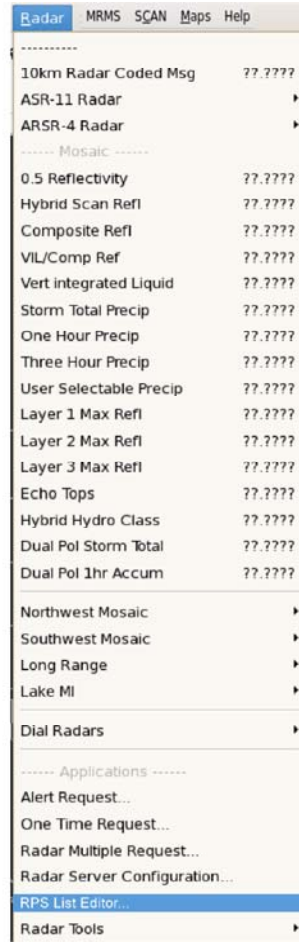 Radar MRMS SCAN Maps Help
----------
10km Radar Coded Msg ??.????
ASR-11 Radar
ARSR-4 Radar
------ Mosaic ------
0.5 Reflectivity ??.????
Hybrid Scan Refl ??.????
Composite Refl ??.????
VIL/Comp Ref ??.????
Vert integrated Liquid ??.????
Storm Total Precip ??.????
One Hour Precip ??.????
Three Hour Precip ??.????
User Selectable Precip ??.????
Layer 1 Max Refl ??.????
Layer 2 Max Refl ??.????
Layer 3 Max Refl ??.????
Echo Tops ??.????
Hybrid Hydro Class ??.????
Dual Pol Storm Total ??.????
Dual Pol 1hr Accum ??.????
Northwest Mosaic
Southwest Mosaic
Long Range
Lake MI
Dial Radars
------ Applications ------
Alert Request...
One Time Request...
Radar Multiple Request...
Radar Server Configuration...
RPS List Editor...
Radar Tools